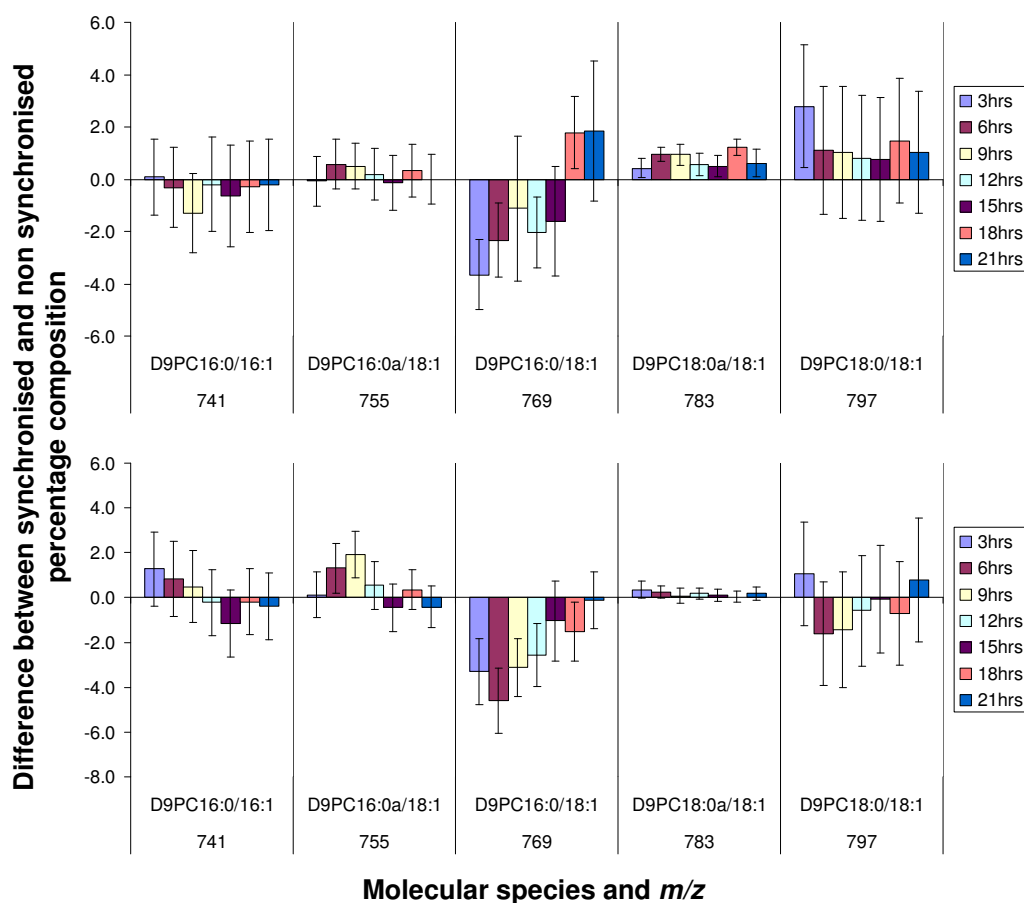 Difference between synchronised and non synchronised
percentage composition
6.0
4.0
2.0
0.0
-2.0
-4.0
-6.0
D9PC16:0/16:1 D9PC16:0a/18:1 D9PC16:0/18:1 D9PC18:0a/18:1 D9PC18:0/18:1
741 755 769 783 797
3hrs
6hrs
9hrs
12hrs
15hrs
18hrs
21hrs
6.0
4.0
2.0
0.0
-2.0
-4.0
-6.0
-8.0
D9PC16:0/16:1 D9PC16:0a/18:1 D9PC16:0/18:1 D9PC18:0a/18:1 D9PC18:0/18:1
741 755 769 783 797
3hrs
6hrs
9hrs
12hrs
15hrs
18hrs
21hrs
Molecular species and m/z